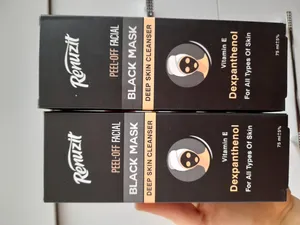 Renuzit
PEEL-OFF FACIAL
BLACK MASK
DEEP SKIN CLEANSER
Vitamin E
Dexpanthenol
For All Types Of Skin
75 ml
Renuzit
PEEL-OFF FACIAL
BLACK MASK
DEEP SKIN CLEANSER
Vitamin E
Dexpanthenol
For All Types Of Skin
75 ml